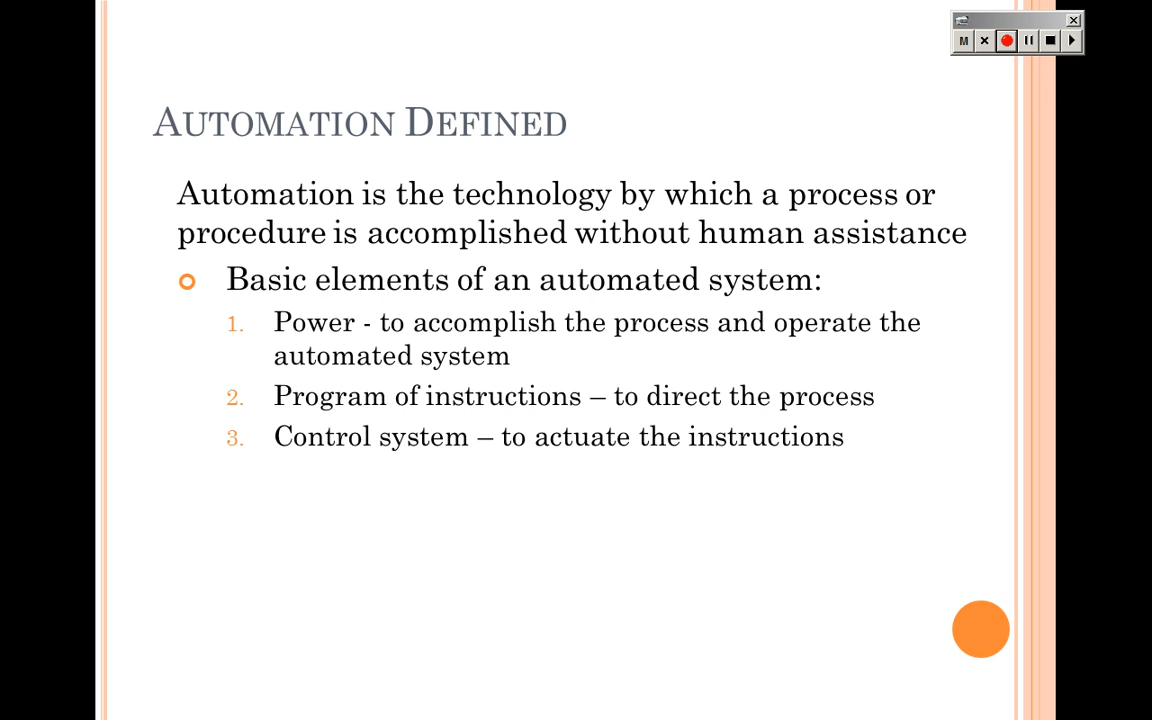 M
AUTOMATION DEFINED
Automation is the technology by which a process or
procedure is accomplished without human assistance
Basic elements of an automated system:
1. Power - to accomplish the process and operate the
automated system
2. Program of instructions – to direct the process
3. Control system – to actuate the instructions